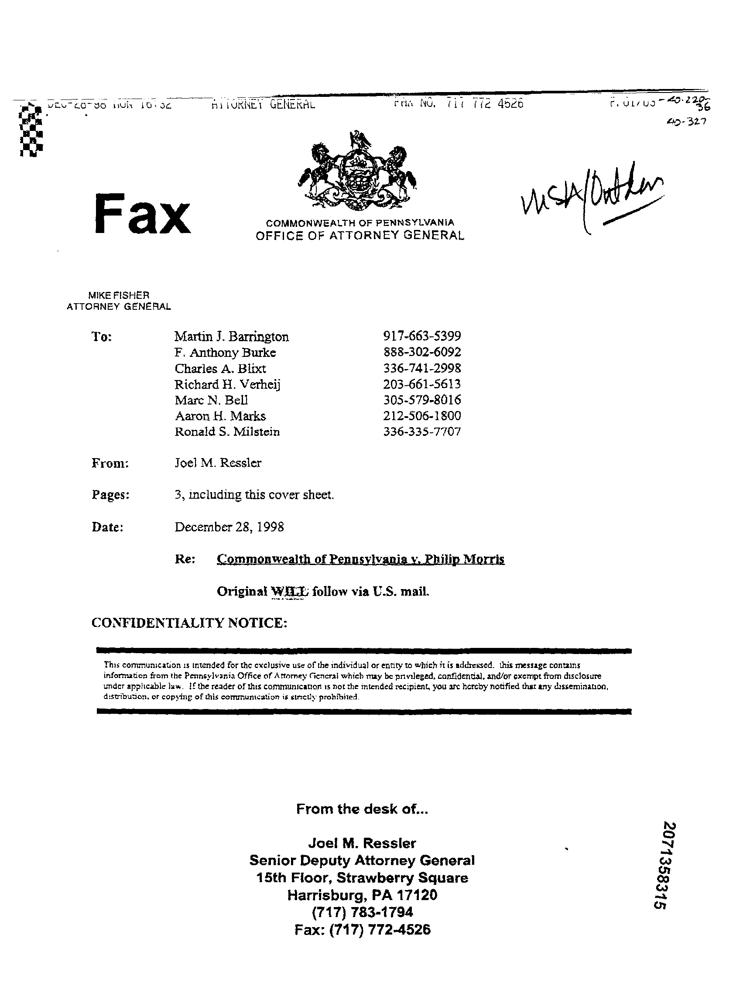 DEC-28-98 MON 16:32 ATTORNEY GENERAL FAX NO. 717 772 4526 P. 01/03
40-327
Fax
COMMONWEALTH OF PENNSYLVANIA
OFFICE OF ATTORNEY GENERAL
MIKE FISHER
ATTORNEY GENERAL
To: Martin J. Barrington 917-663-5399
F. Anthony Burke 888-302-6092
Charles A. Blixt 336-741-2998
Richard H. Verheij 203-661-5613
Marc N. Bell 305-579-8016
Aaron H. Marks 212-506-1800
Ronald S. Milstein 336-335-7707
From: Joel M. Ressler
Pages: 3, including this cover sheet.
Date: December 28, 1998
Re: Commonwealth of Pennsylvania v. Philip Morris
Original WILL follow via U.S. mail.
CONFIDENTIALITY NOTICE:
This communication is intended for the exclusive use of the individual or entity to which it is addressed. this message contains
information from the Pennsylvania Office of Attorney General which may be privileged, confidential, and/or exempt from disclosure
under applicable law. If the reader of this communication is not the intended recipient, you are hereby notified that any dissemination,
distribution, or copying of this communication is strictly prohibited.
From the desk of...
Joel M. Ressler
Senior Deputy Attorney General
15th Floor, Strawberry Square
Harrisburg, PA 17120
(717) 783-1794
Fax: (717) 772-4526
2071358315